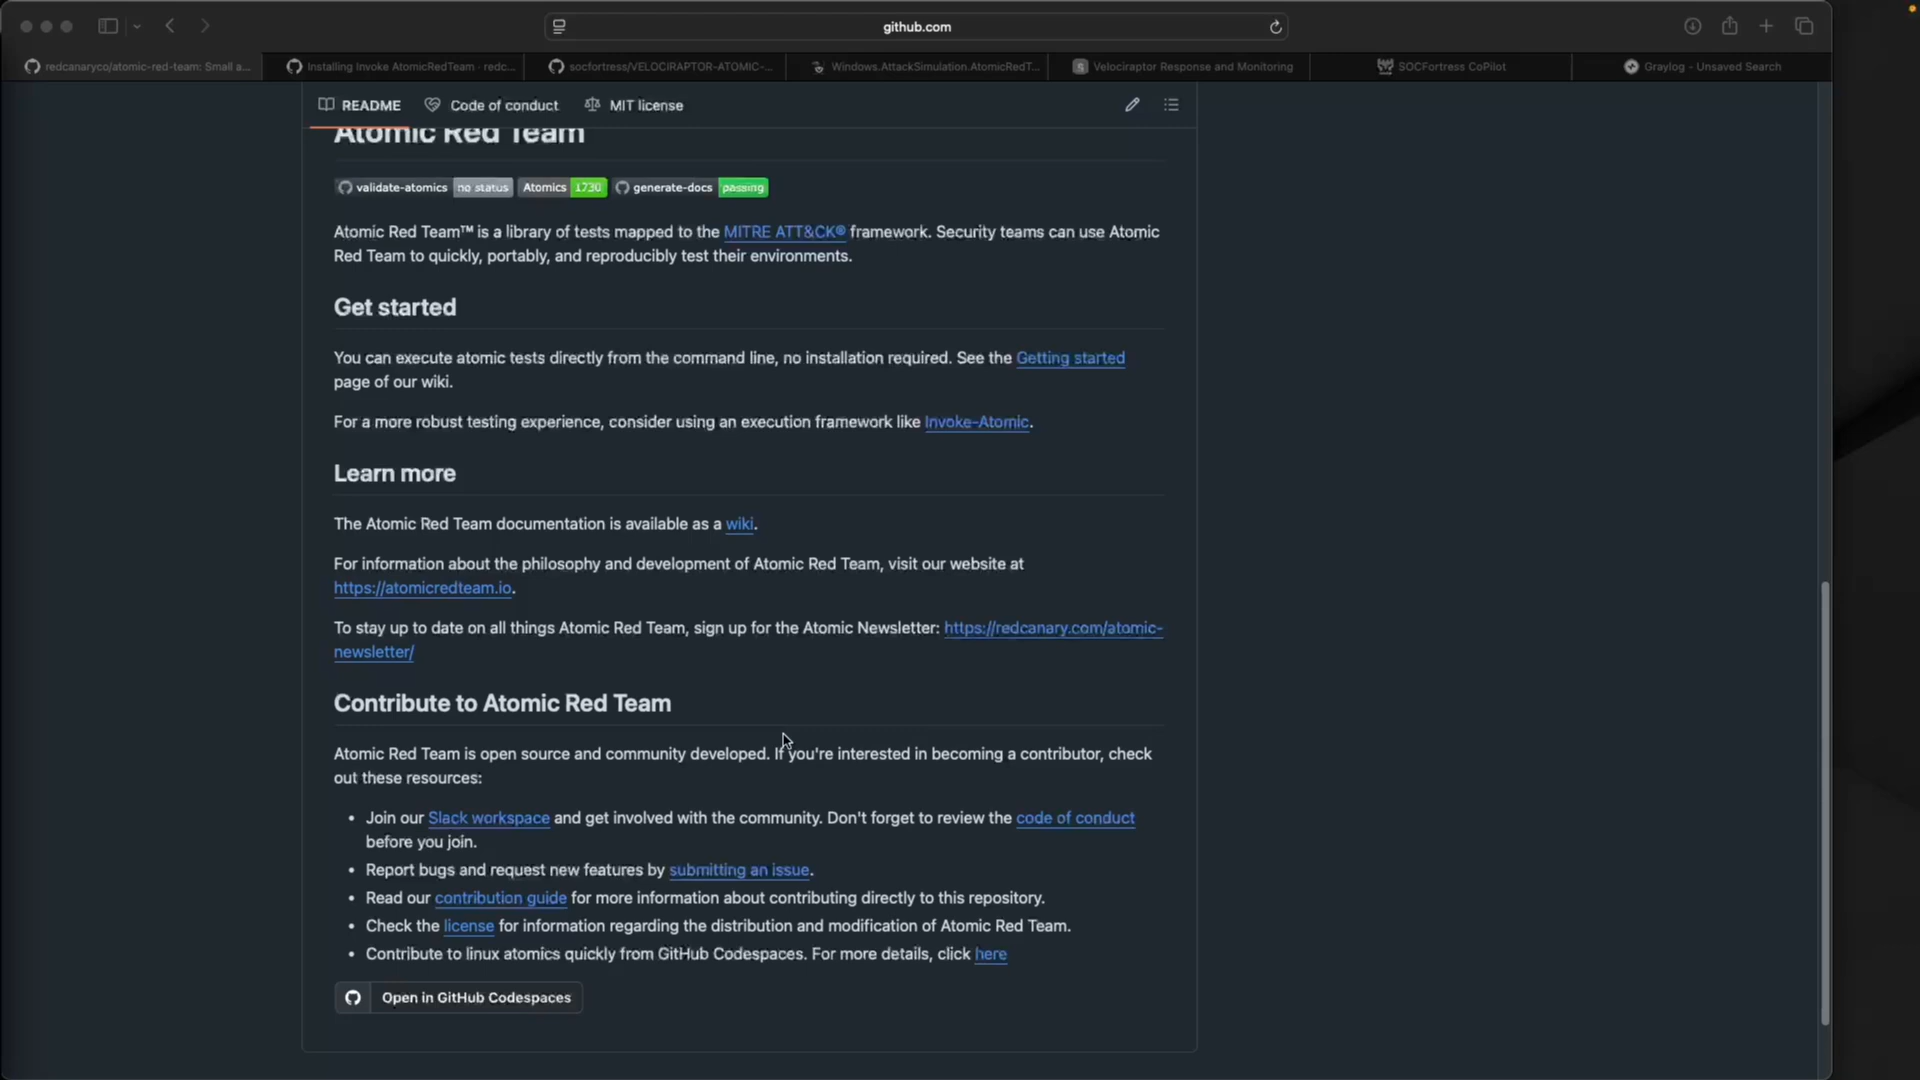 github.com
redcanaryco/atomic-red-team: Small a...
Installing Invoke AtomicRedTeam · redc...
socfortress/VELOCIRAPTOR-ATOMIC-...
Windows.AttackSimulation.AtomicRedT...
Velociraptor Response and Monitoring
SOCFortress CoPilot
Graylog - Unsaved Search
README
Code of conduct
MIT license
Atomic Red Team
validate-atomics no status
Atomics 1730
generate-docs passing
Atomic Red Team™ is a library of tests mapped to the MITRE ATT&CK® framework. Security teams can use Atomic
Red Team to quickly, portably, and reproducibly test their environments.
Get started
You can execute atomic tests directly from the command line, no installation required. See the Getting started
page of our wiki.
For a more robust testing experience, consider using an execution framework like Invoke-Atomic.
Learn more
The Atomic Red Team documentation is available as a wiki.
For information about the philosophy and development of Atomic Red Team, visit our website at
https://atomicredteam.io.
To stay up to date on all things Atomic Red Team, sign up for the Atomic Newsletter: https://redcanary.com/atomic-
newsletter/
Contribute to Atomic Red Team
Atomic Red Team is open source and community developed. If you're interested in becoming a contributor, check
out these resources:
• Join our Slack workspace and get involved with the community. Don't forget to review the code of conduct
before you join.
• Report bugs and request new features by submitting an issue.
• Read our contribution guide for more information about contributing directly to this repository.
• Check the license for information regarding the distribution and modification of Atomic Red Team.
• Contribute to linux atomics quickly from GitHub Codespaces. For more details, click here
Open in GitHub Codespaces